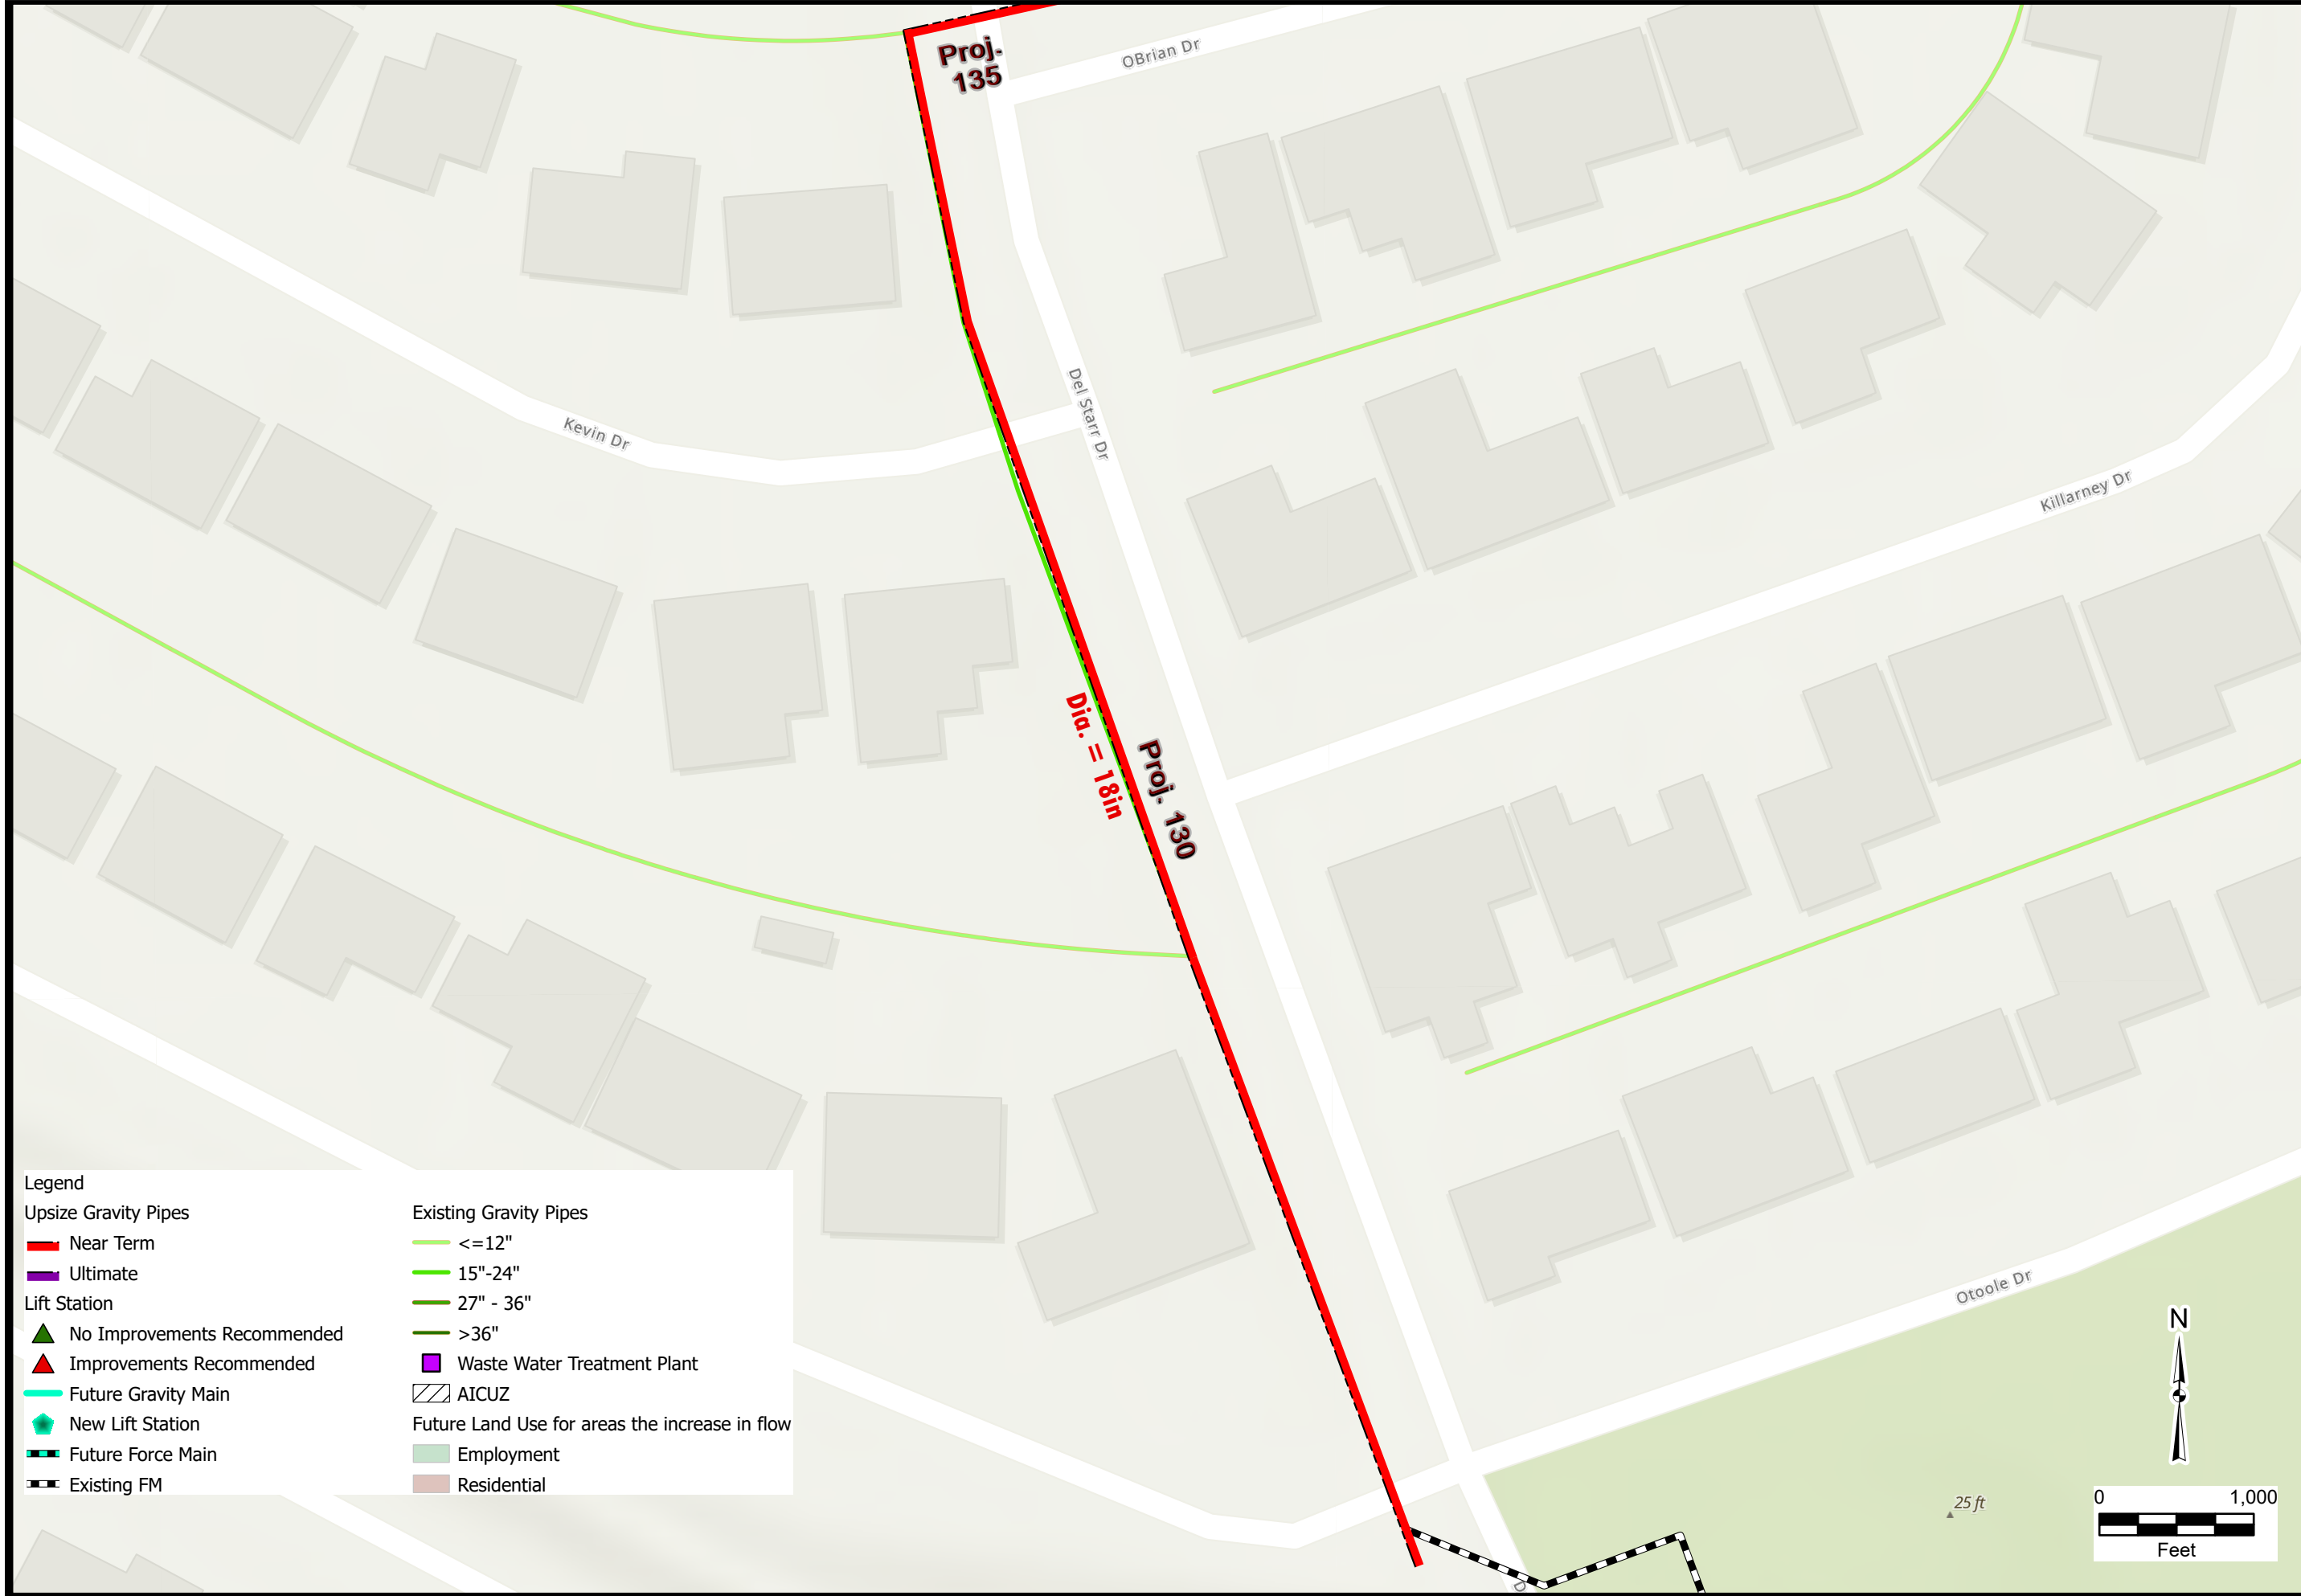 Proj.
135
OBrian Dr
Del Starr Dr
Kevin Dr
Killarney Dr
Dia. = 18in
Proj. 130
Otoole Dr
Legend
Upsize Gravity Pipes
Near Term
Ultimate
Lift Station
No Improvements Recommended
Improvements Recommended
Future Gravity Main
New Lift Station
Future Force Main
Existing FM
Existing Gravity Pipes
<=12"
15"-24"
27" - 36"
>36"
Waste Water Treatment Plant
AICUZ
Future Land Use for areas the increase in flow
Employment
Residential
N
25 ft
0 1,000
Feet
D